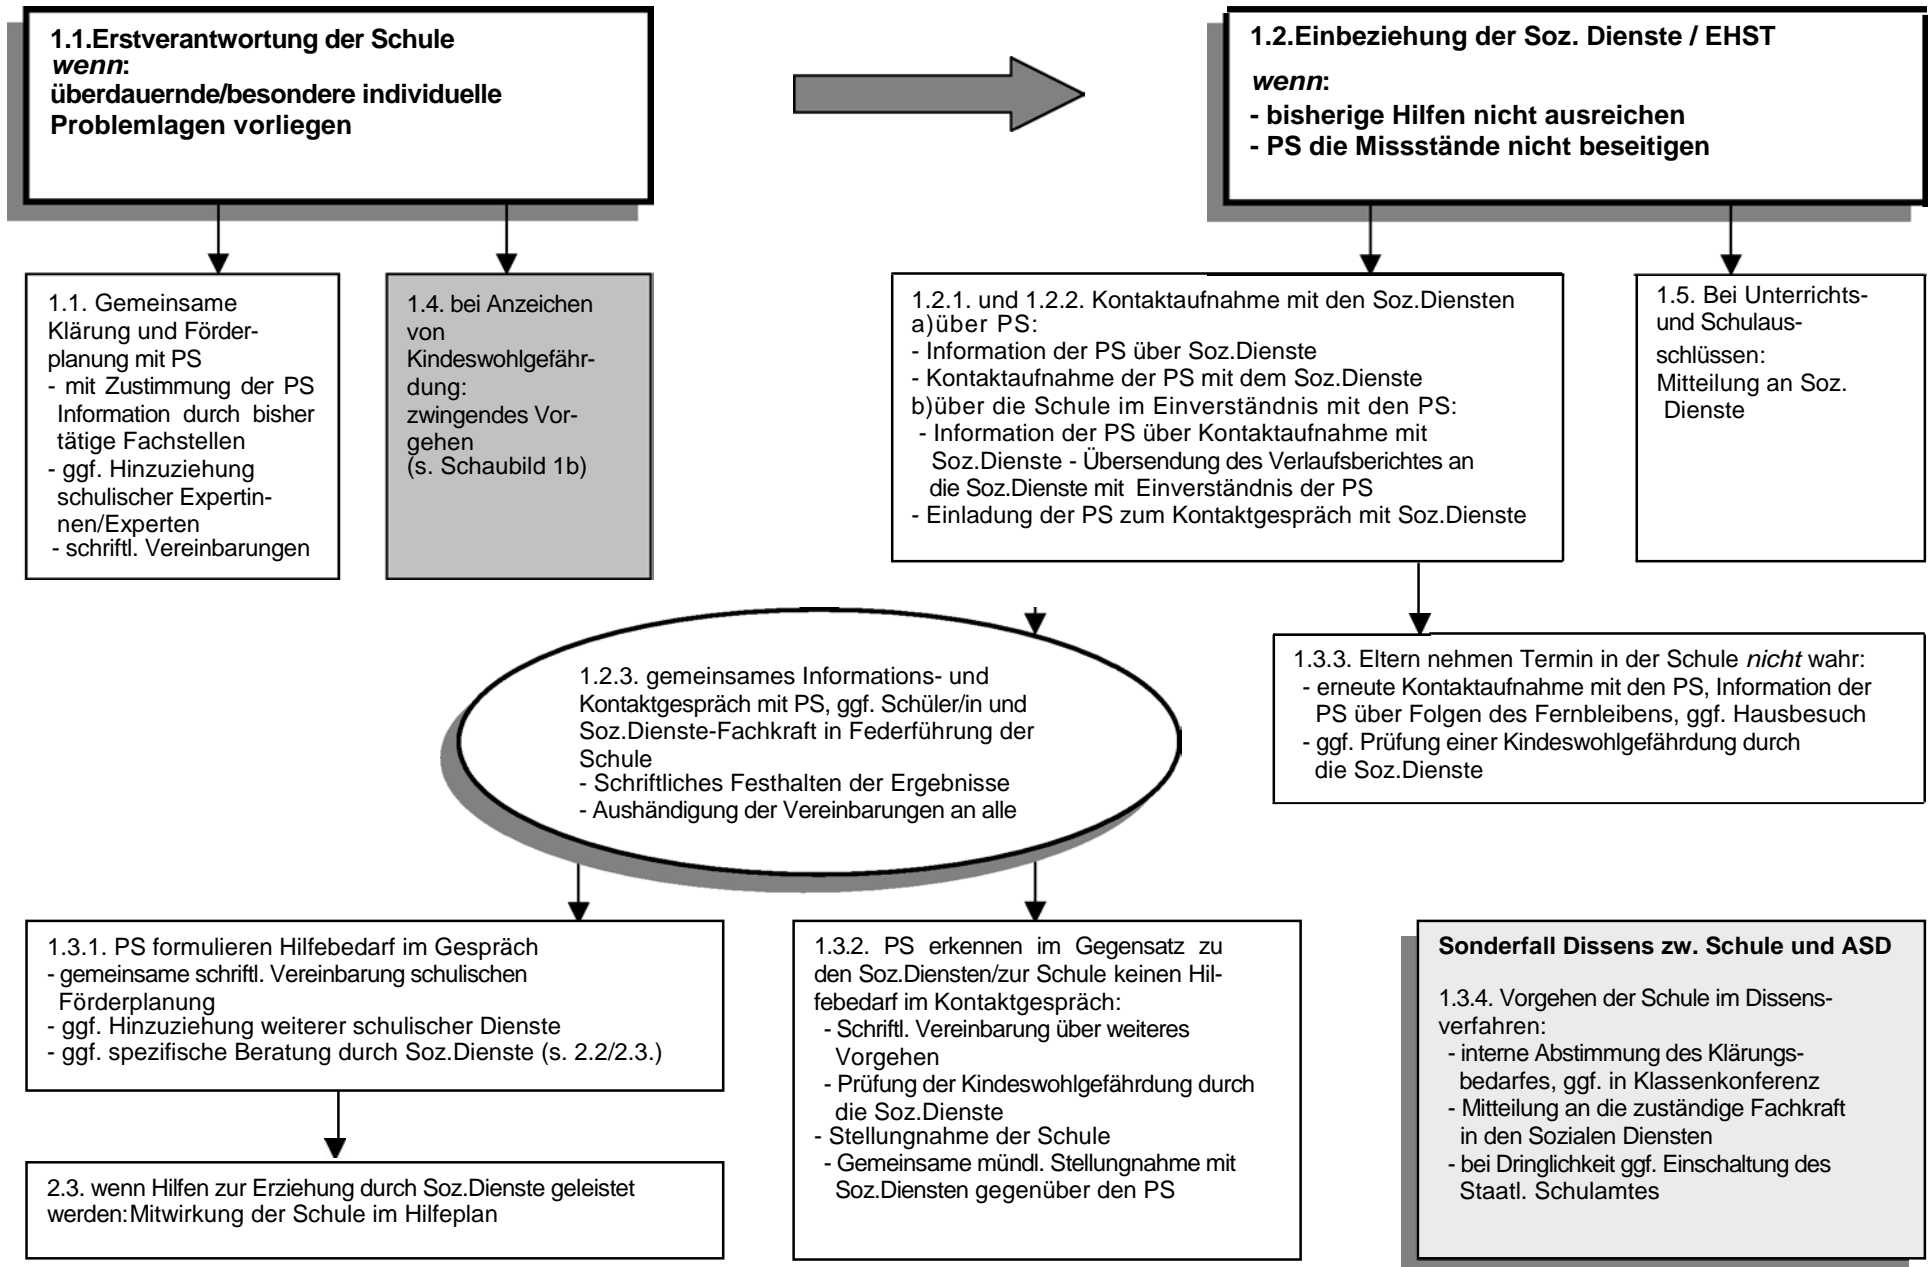 1.1.Erstverantwortung der Schule
wenn:
überdauernde/besondere individuelle
Problemlagen vorliegen
1.2.Einbeziehung der Soz. Dienste / EHST
wenn:
- bisherige Hilfen nicht ausreichen
- PS die Missstände nicht beseitigen
1.1. Gemeinsame
Klärung und Förder-
planung mit PS
- mit Zustimmung der PS
Information durch bisher
tätige Fachstellen
- ggf. Hinzuziehung
schulischer Expertin-
nen/Experten
- schriftl. Vereinbarungen
1.4. bei Anzeichen
von
Kindeswohlgefähr-
dung:
zwingendes Vor-
gehen
(s. Schaubild 1b)
1.2.1. und 1.2.2. Kontaktaufnahme mit den Soz.Diensten
a)über PS:
- Information der PS über Soz.Dienste
- Kontaktaufnahme der PS mit dem Soz.Dienste
b)über die Schule im Einverständnis mit den PS:
- Information der PS über Kontaktaufnahme mit
Soz.Dienste - Übersendung des Verlaufsberichtes an
die Soz.Dienste mit Einverständnis der PS
- Einladung der PS zum Kontaktgespräch mit Soz.Dienste
1.5. Bei Unterrichts-
und Schulaus-
schlüssen:
Mitteilung an Soz.
Dienste
1.2.3. gemeinsames Informations- und
Kontaktgespräch mit PS, ggf. Schüler/in und
Soz.Dienste-Fachkraft in Federführung der
Schule
- Schriftliches Festhalten der Ergebnisse
- Aushändigung der Vereinbarungen an alle
1.3.3. Eltern nehmen Termin in der Schule nicht wahr:
- erneute Kontaktaufnahme mit den PS, Information der
PS über Folgen des Fernbleibens, ggf. Hausbesuch
- ggf. Prüfung einer Kindeswohlgefährdung durch
die Soz.Dienste
1.3.1. PS formulieren Hilfebedarf im Gespräch
- gemeinsame schriftl. Vereinbarung schulischen
Förderplanung
- ggf. Hinzuziehung weiterer schulischer Dienste
- ggf. spezifische Beratung durch Soz.Dienste (s. 2.2/2.3.)
2.3. wenn Hilfen zur Erziehung durch Soz.Dienste geleistet
werden:Mitwirkung der Schule im Hilfeplan
1.3.2. PS erkennen im Gegensatz zu
den Soz.Diensten/zur Schule keinen Hil-
febedarf im Kontaktgespräch:
- Schriftl. Vereinbarung über weiteres
Vorgehen
- Prüfung der Kindeswohlgefährdung durch
die Soz.Dienste
- Stellungnahme der Schule
- Gemeinsame mündl. Stellungnahme mit
Soz.Diensten gegenüber den PS
Sonderfall Dissens zw. Schule und ASD
1.3.4. Vorgehen der Schule im Dissens-
verfahren:
- interne Abstimmung des Klärungs-
bedarfes, ggf. in Klassenkonferenz
- Mitteilung an die zuständige Fachkraft
in den Sozialen Diensten
- bei Dringlichkeit ggf. Einschaltung des
Staatl. Schulamtes